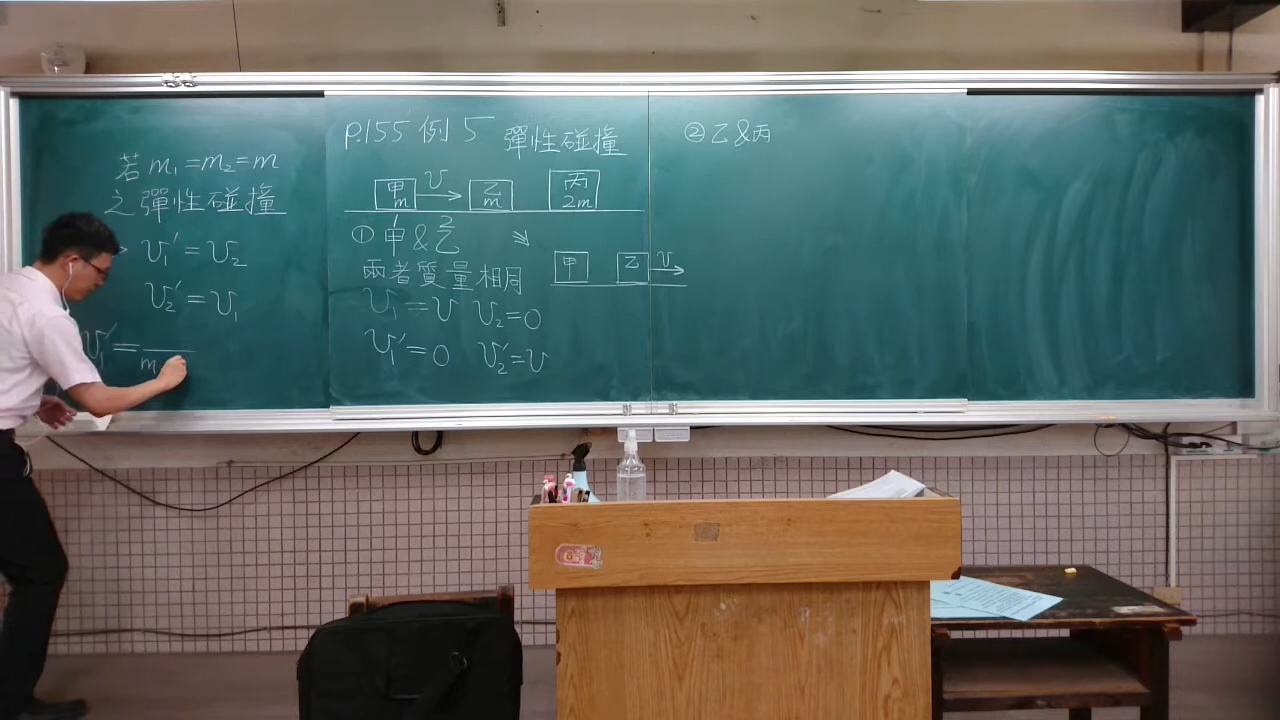 若 m₁=m₂=m
之彈性碰撞
v₁'=v₂
v₂'=v₁
v₁'=
m
P.155 例 5 彈性碰撞
甲 m v 乙 m 丙 2m
1 2
① 甲&乙
兩者質量相同
v₁=v v₂=0
v₁'=0 v₂'=v
甲 乙 v
② 乙&丙